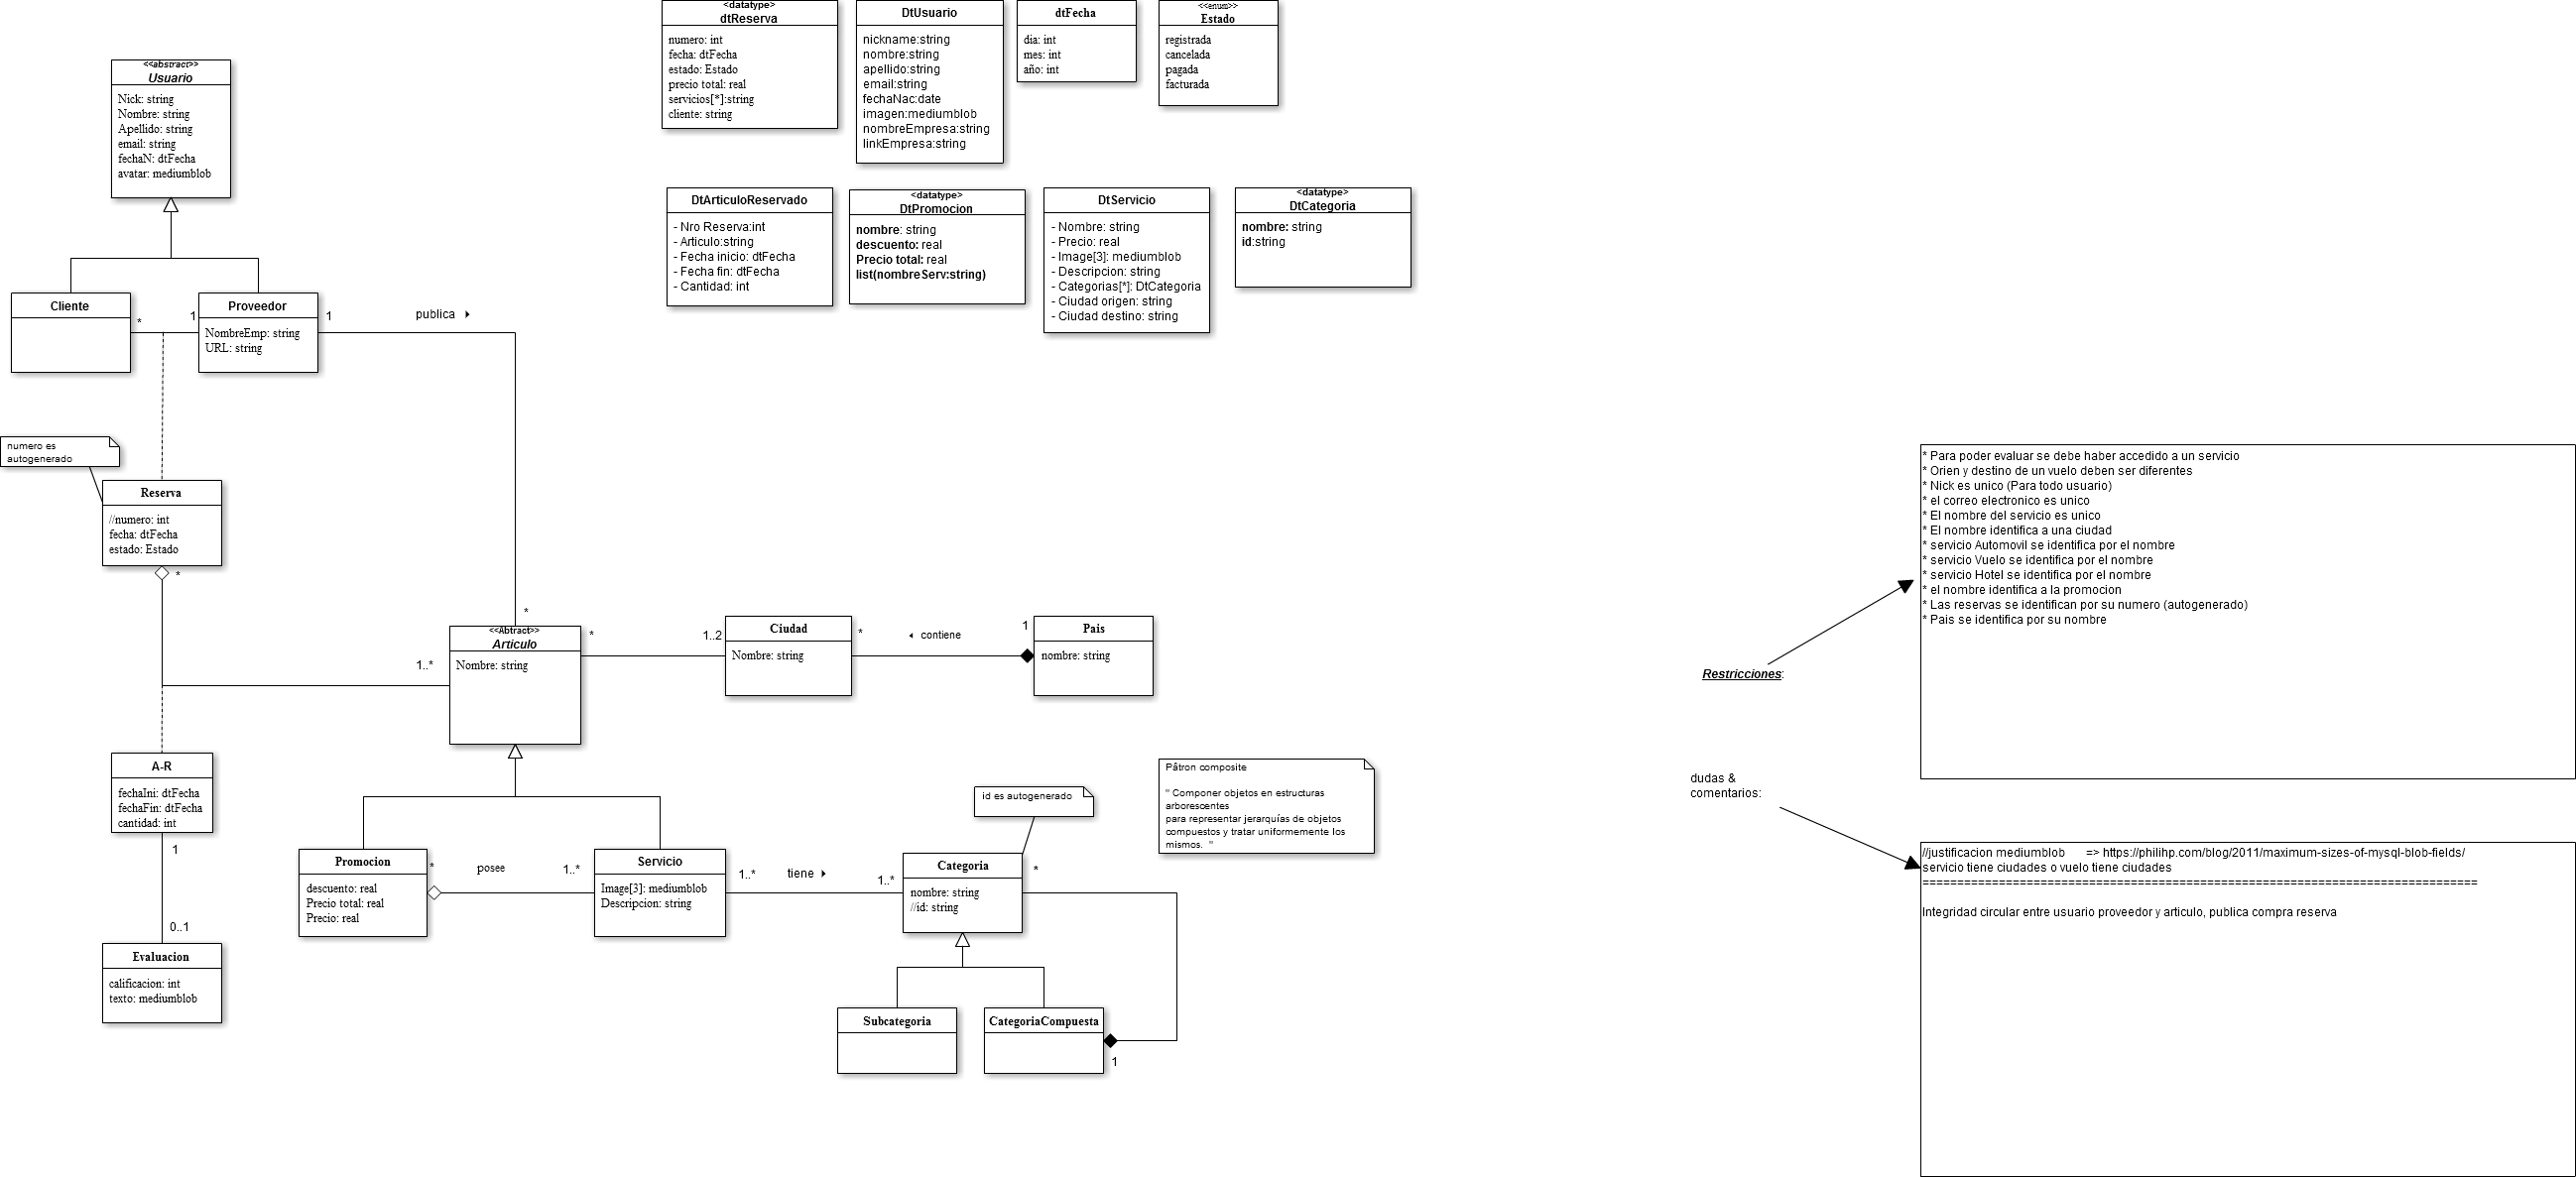 <datatype>
dtReserva
numero: int
fecha: dtFecha
estado: Estado
precio total: real
servicios[*]:string
cliente: string
DtUsuario
nickname:string
nombre:string
apellido:string
email:string
fechaNac:date
imagen:mediumblob
nombreEmpresa:string
linkEmpresa:string
dtFecha
dia: int
mes: int
año: int
<<enum>>
Estado
registrada
cancelada
pagada
facturada
<<abstract>>
Usuario
Nick: string
Nombre: string
Apellido: string
email: string
fechaN: dtFecha
avatar: mediumblob
DtArticuloReservado
- Nro Reserva:int
- Articulo:string
- Fecha inicio: dtFecha
- Fecha fin: dtFecha
- Cantidad: int
<datatype>
DtPromocion
nombre: string
descuento: real
Precio total: real
list(nombreServ:string)
DtServicio
- Nombre: string
- Precio: real
- Image[3]: mediumblob
- Descripcion: string
- Categorias[*]: DtCategoria
- Ciudad origen: string
- Ciudad destino: string
<datatype>
DtCategoria
nombre: string
id:string
Cliente
*
1
Proveedor
NombreEmp: string
URL: string
1
publica
numero es
autogenerado
Reserva
//numero: int
fecha: dtFecha
estado: Estado
*
1..*
*
<<Abtract>>
Articulo
Nombre: string
*
1..2
Ciudad
Nombre: string
*
contiene
1
Pais
nombre: string
A-R
fechaIni: dtFecha
fechaFin: dtFecha
cantidad: int
1
0..1
Evaluacion
calificacion: int
texto: mediumblob
Promocion
descuento: real
Precio total: real
Precio: real
*
posee
1..*
Servicio
Image[3]: mediumblob
Descripcion: string
1..*
tiene
1..*
id es autogenerado
Categoria
nombre: string
//id: string
*
Pâtron composite
" Componer objetos en estructuras
arborescentes
para representar jerarquías de objetos
compuestos y tratar uniformemente los
mismos. "
Subcategoria
CategoriaCompuesta
1
Restricciones:
* Para poder evaluar se debe haber accedido a un servicio
* Orien y destino de un vuelo deben ser diferentes
* Nick es unico (Para todo usuario)
* el correo electronico es unico
* El nombre del servicio es unico
* El nombre identifica a una ciudad
* servicio Automovil se identifica por el nombre
* servicio Vuelo se identifica por el nombre
* servicio Hotel se identifica por el nombre
* el nombre identifica a la promocion
* Las reservas se identifican por su numero (autogenerado)
* Pais se identifica por su nombre
dudas &
comentarios:
//justificacion mediumblob => https://philihp.com/blog/2011/maximum-sizes-of-mysql-blob-fields/
servicio tiene ciudades o vuelo tiene ciudades
================================================================================
Integridad circular entre usuario proveedor y articulo, publica compra reserva